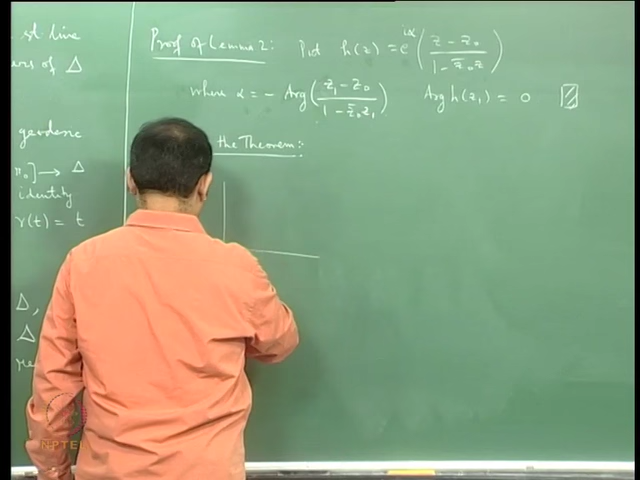 st line
ers of Δ
geodesic
x₀] → Δ
identity
γ(t) = t
Δ,
Δ
Proof of Lemma 2: Put h(z) = e^{iα} ( (z − z₀) / (1 − z̄₀z) )
where α = − Arg ( (z₁ − z₀) / (1 − z̄₀z₁) ) Arg h(z₁) = 0
the Theorem:
NPTEL